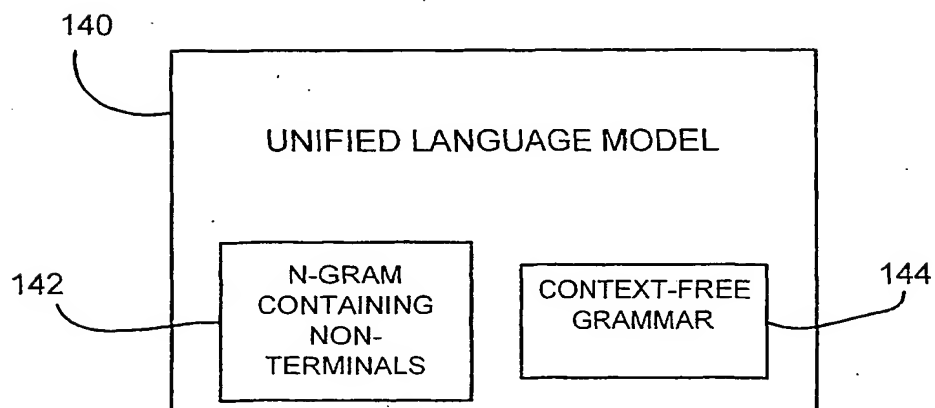 140
UNIFIED LANGUAGE MODEL
142
N-GRAM
CONTAINING
NON-
TERMINALS
CONTEXT-FREE
GRAMMAR
144